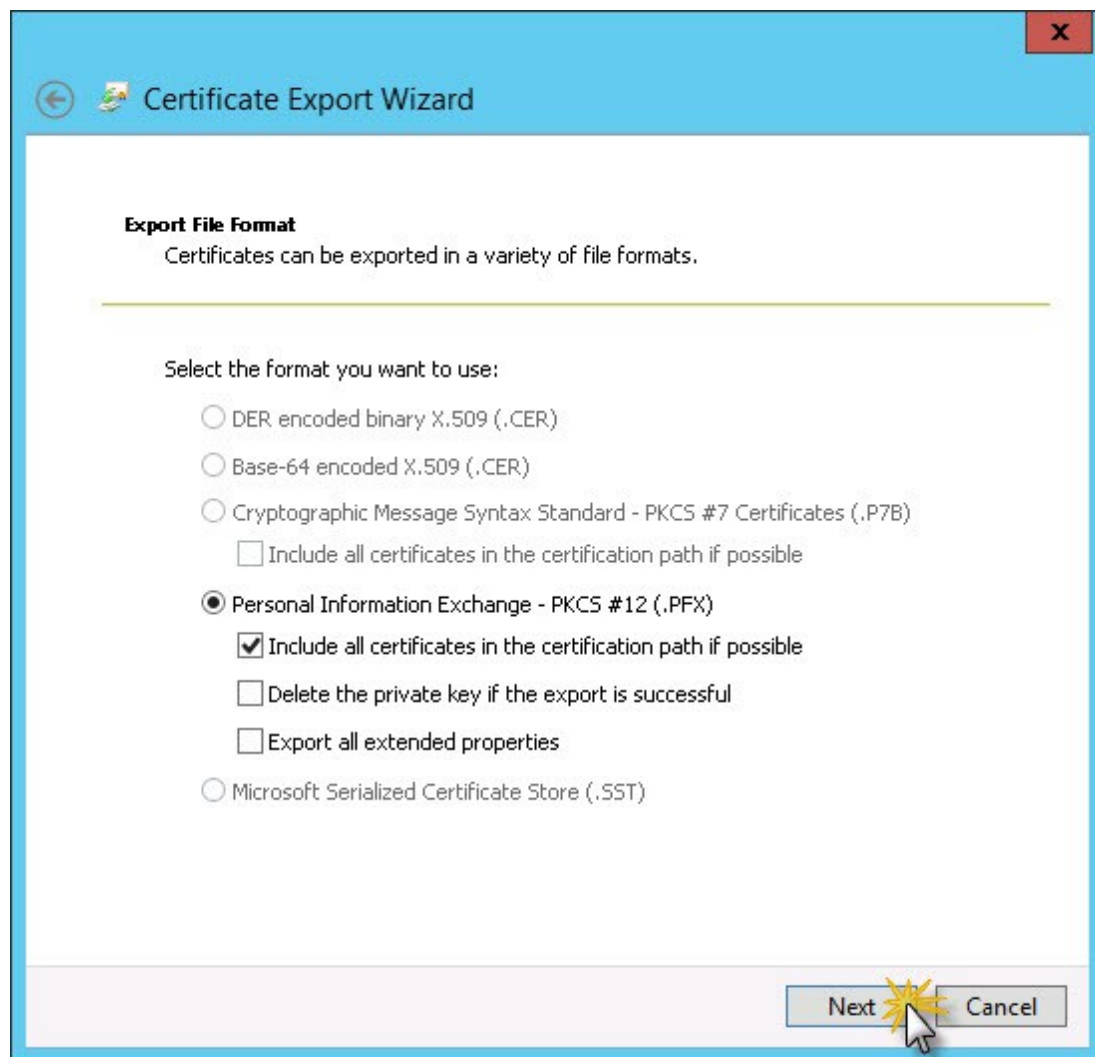 x
Certificate Export Wizard
Export File Format
Certificates can be exported in a variety of file formats.
Select the format you want to use:
DER encoded binary X.509 (.CER)
Base-64 encoded X.509 (.CER)
Cryptographic Message Syntax Standard - PKCS #7 Certificates (.P7B)
Include all certificates in the certification path if possible
Personal Information Exchange - PKCS #12 (.PFX)
Include all certificates in the certification path if possible
Delete the private key if the export is successful
Export all extended properties
Microsoft Serialized Certificate Store (.SST)
Next Cancel